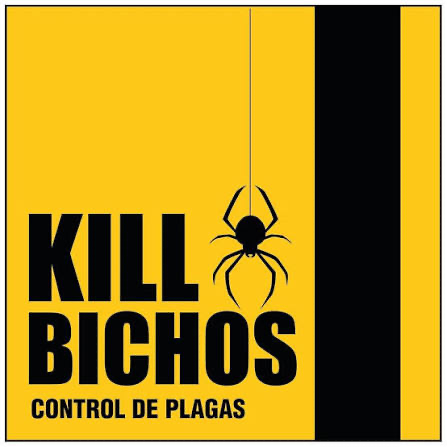 KILL
BICHOS
CONTROL DE PLAGAS